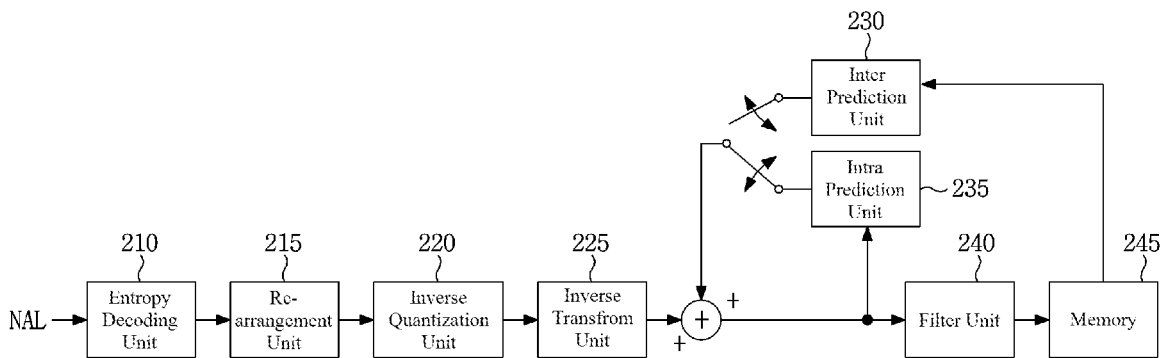 230
Inter
Prediction
Unit
Intra
Prediction
Unit
235
210
215
220
225
240
245
NAL
Entropy
Decoding
Unit
Re-
arrangement
Unit
Inverse
Quantization
Unit
Inverse
Transfrom
Unit
+
+
+
Filter Unit
Memory